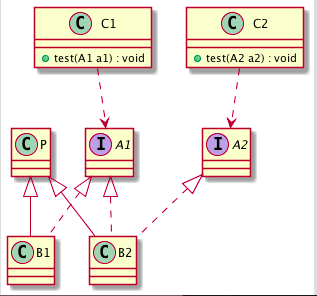 C C1
test(A1 a1) : void
C C2
test(A2 a2) : void
C P
I A1
I A2
C B1
C B2